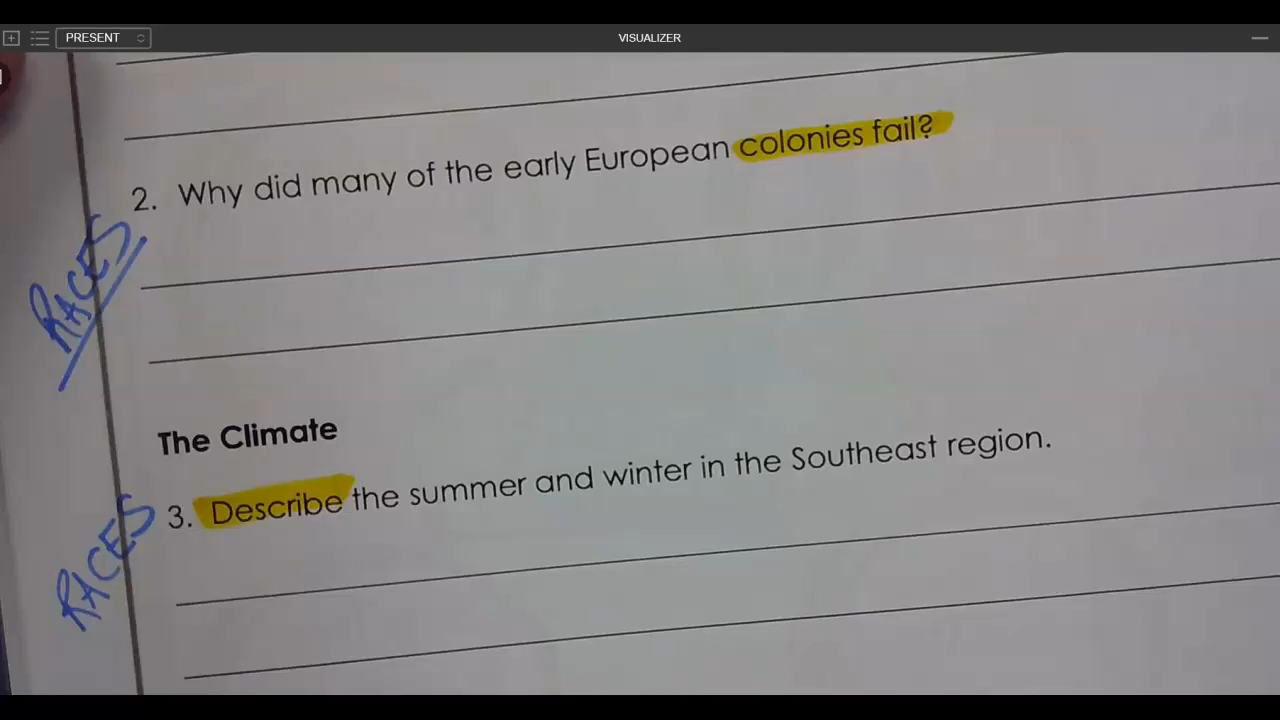 PRESENT
VISUALIZER
2. Why did many of the early European colonies fail?
RACES
The Climate
3. Describe the summer and winter in the Southeast region.
RACES